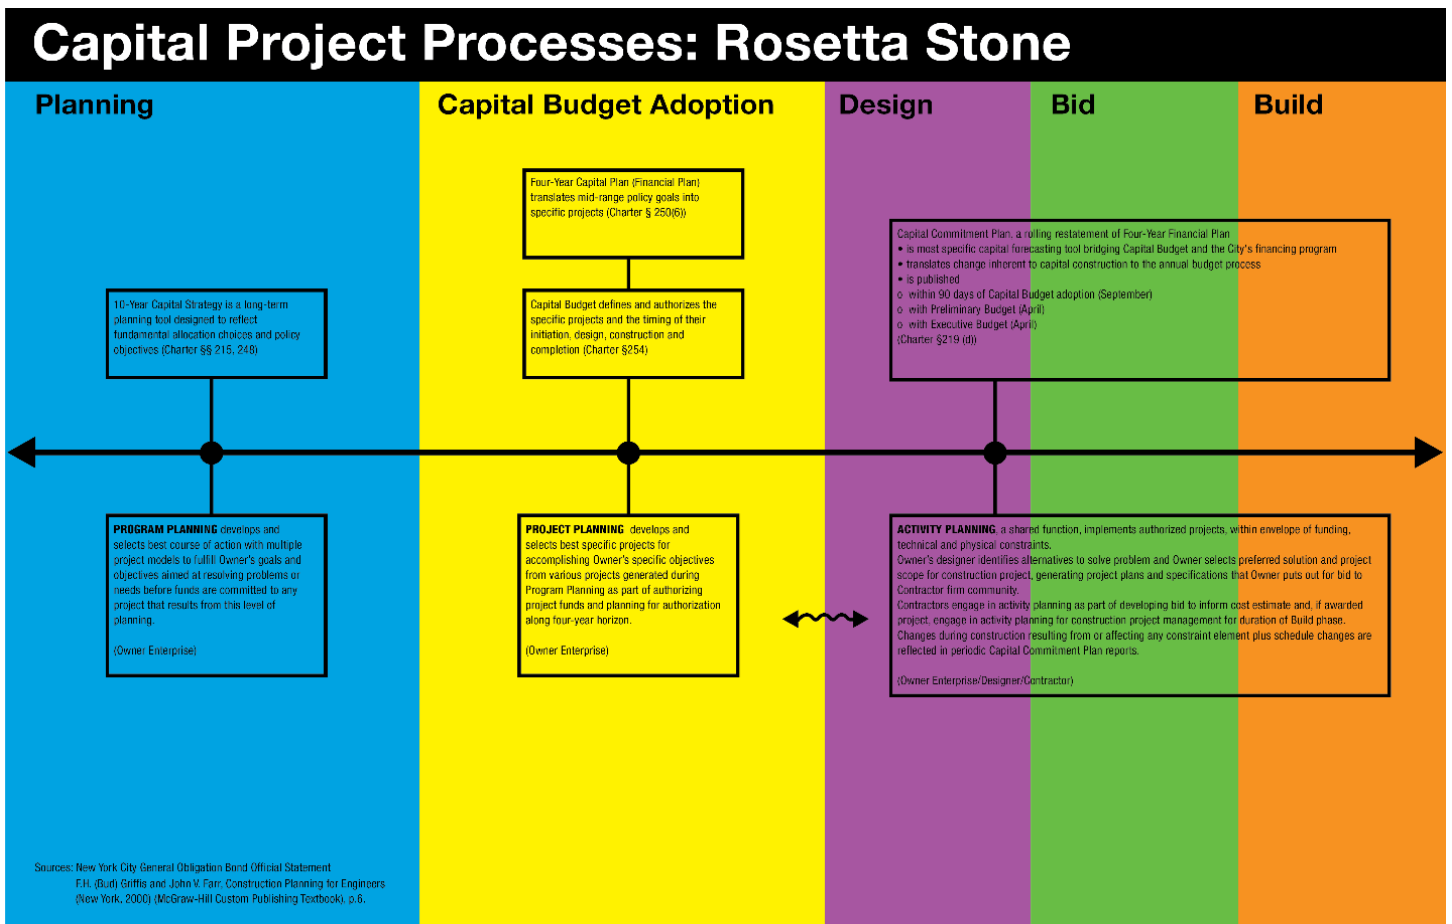 Capital Project Processes: Rosetta Stone
Planning
Capital Budget Adoption
Design
Bid
Build
10-Year Capital Strategy is a long-term
planning tool designed to reflect
fundamental allocation choices and policy
objectives (Charter §§ 215, 248)
Four-Year Capital Plan (Financial Plan)
translates mid-range policy goals into
specific projects (Charter § 250(6))
Capital Budget defines and authorizes the
specific projects and the timing of their
initiation, design, construction and
completion (Charter §254)
Capital Commitment Plan, a rolling restatement of Four-Year Financial Plan
• is most specific capital forecasting tool bridging Capital Budget and the City's financing program
• translates change inherent to capital construction to the annual budget process
• is published
o within 90 days of Capital Budget adoption (September)
o with Preliminary Budget (April)
o with Executive Budget (April)
(Charter §219 (d))
PROGRAM PLANNING develops and
selects best course of action with multiple
project models to fulfill Owner's goals and
objectives aimed at resolving problems or
needs before funds are committed to any
project that results from this level of
planning.
(Owner Enterprise)
PROJECT PLANNING develops and
selects best specific projects for
accomplishing Owner's specific objectives
from various projects generated during
Program Planning as part of authorizing
project funds and planning for authorization
along four-year horizon.
(Owner Enterprise)
ACTIVITY PLANNING, a shared function, implements authorized projects, within envelope of funding,
technical and physical constraints.
Owner's designer identifies alternatives to solve problem and Owner selects preferred solution and project
scope for construction project, generating project plans and specifications that Owner puts out for bid to
Contractor firm community.
Contractors engage in activity planning as part of developing bid to inform cost estimate and, if awarded
project, engage in activity planning for construction project management for duration of Build phase.
Changes during construction resulting from or affecting any constraint element plus schedule changes are
reflected in periodic Capital Commitment Plan reports.
(Owner Enterprise/Designer/Contractor)
Sources: New York City General Obligation Bond Official Statement
F.H. (Bud) Griffis and John V. Farr, Construction Planning for Engineers
(New York, 2000) (McGraw-Hill Custom Publishing Textbook), p.6.